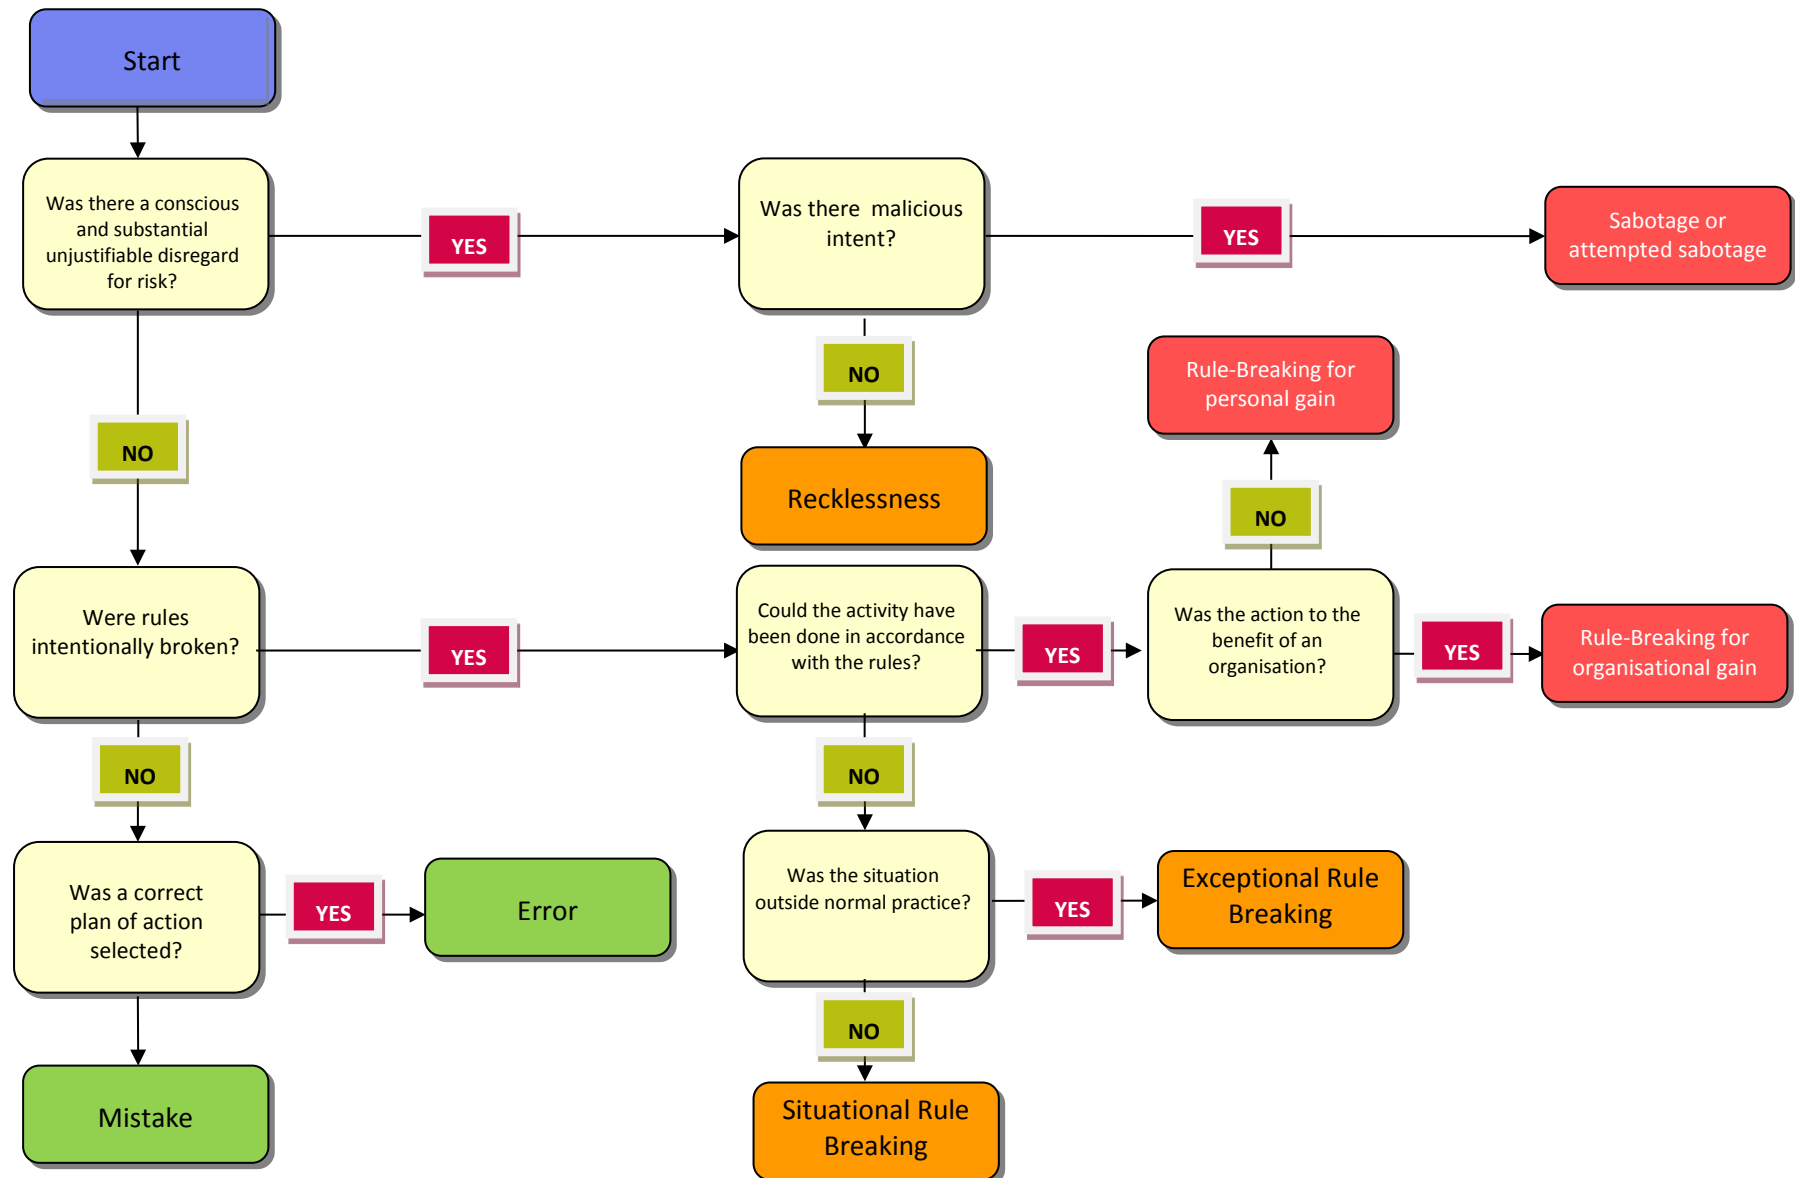 Start
Was there a conscious
and substantial
unjustifiable disregard
for risk?
YES
Was there  malicious
intent?
YES
Sabotage or
attempted sabotage
NO
Recklessness
Rule-Breaking for
personal gain
NO
NO
Were rules
intentionally broken?
YES
Could the activity have
been done in accordance
with the rules?
YES
Was the action to the
benefit of an
organisation?
YES
Rule-Breaking for
organisational gain
NO
NO
Was a correct
plan of action
selected?
YES
Error
Was the situation
outside normal practice?
YES
Exceptional Rule
Breaking
NO
Mistake
Situational Rule
Breaking